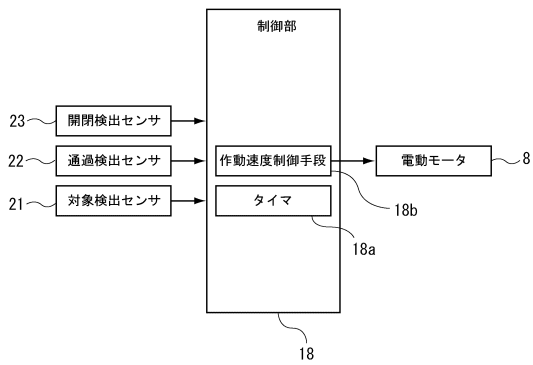 制御部
23
開閉検出センサ
22
通過検出センサ
作動速度制御手段
電動モータ
8
21
対象検出センサ
タイマ
18b
18a
18